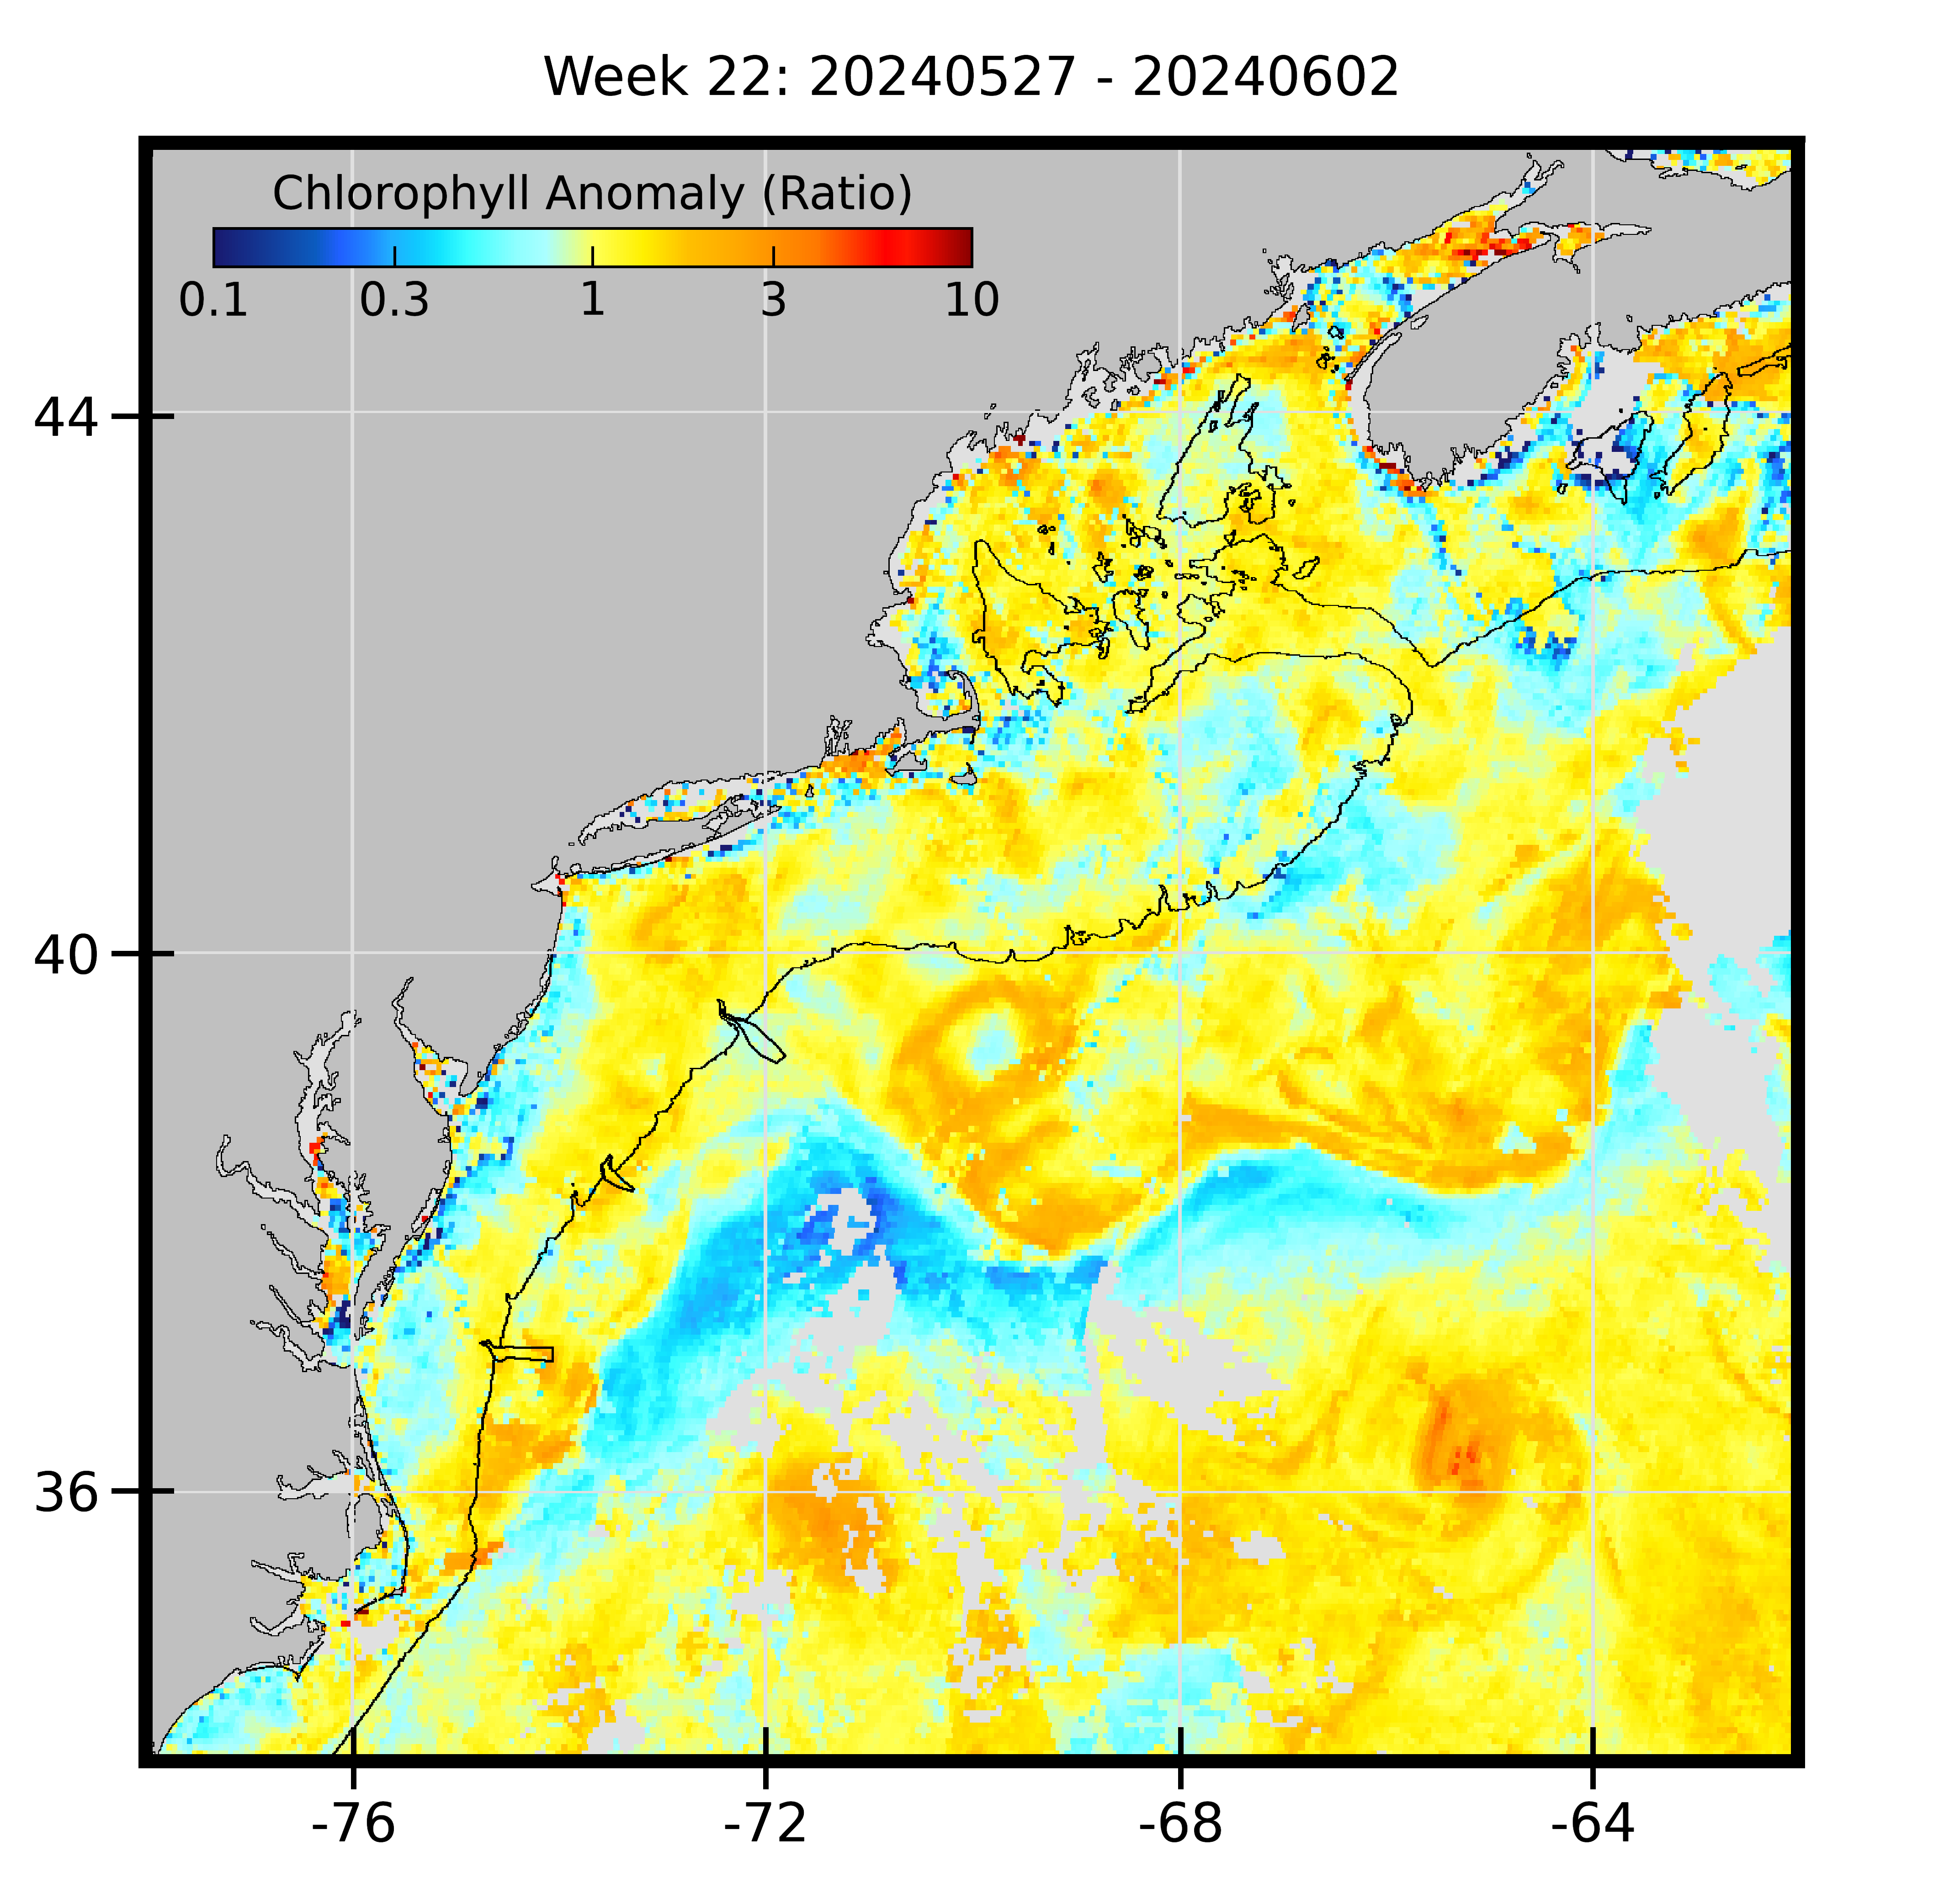 Week 22: 20240527 - 20240602
Chlorophyll Anomaly (Ratio)
0.1 0.3 1 3 10
44
40
36
-76 -72 -68 -64